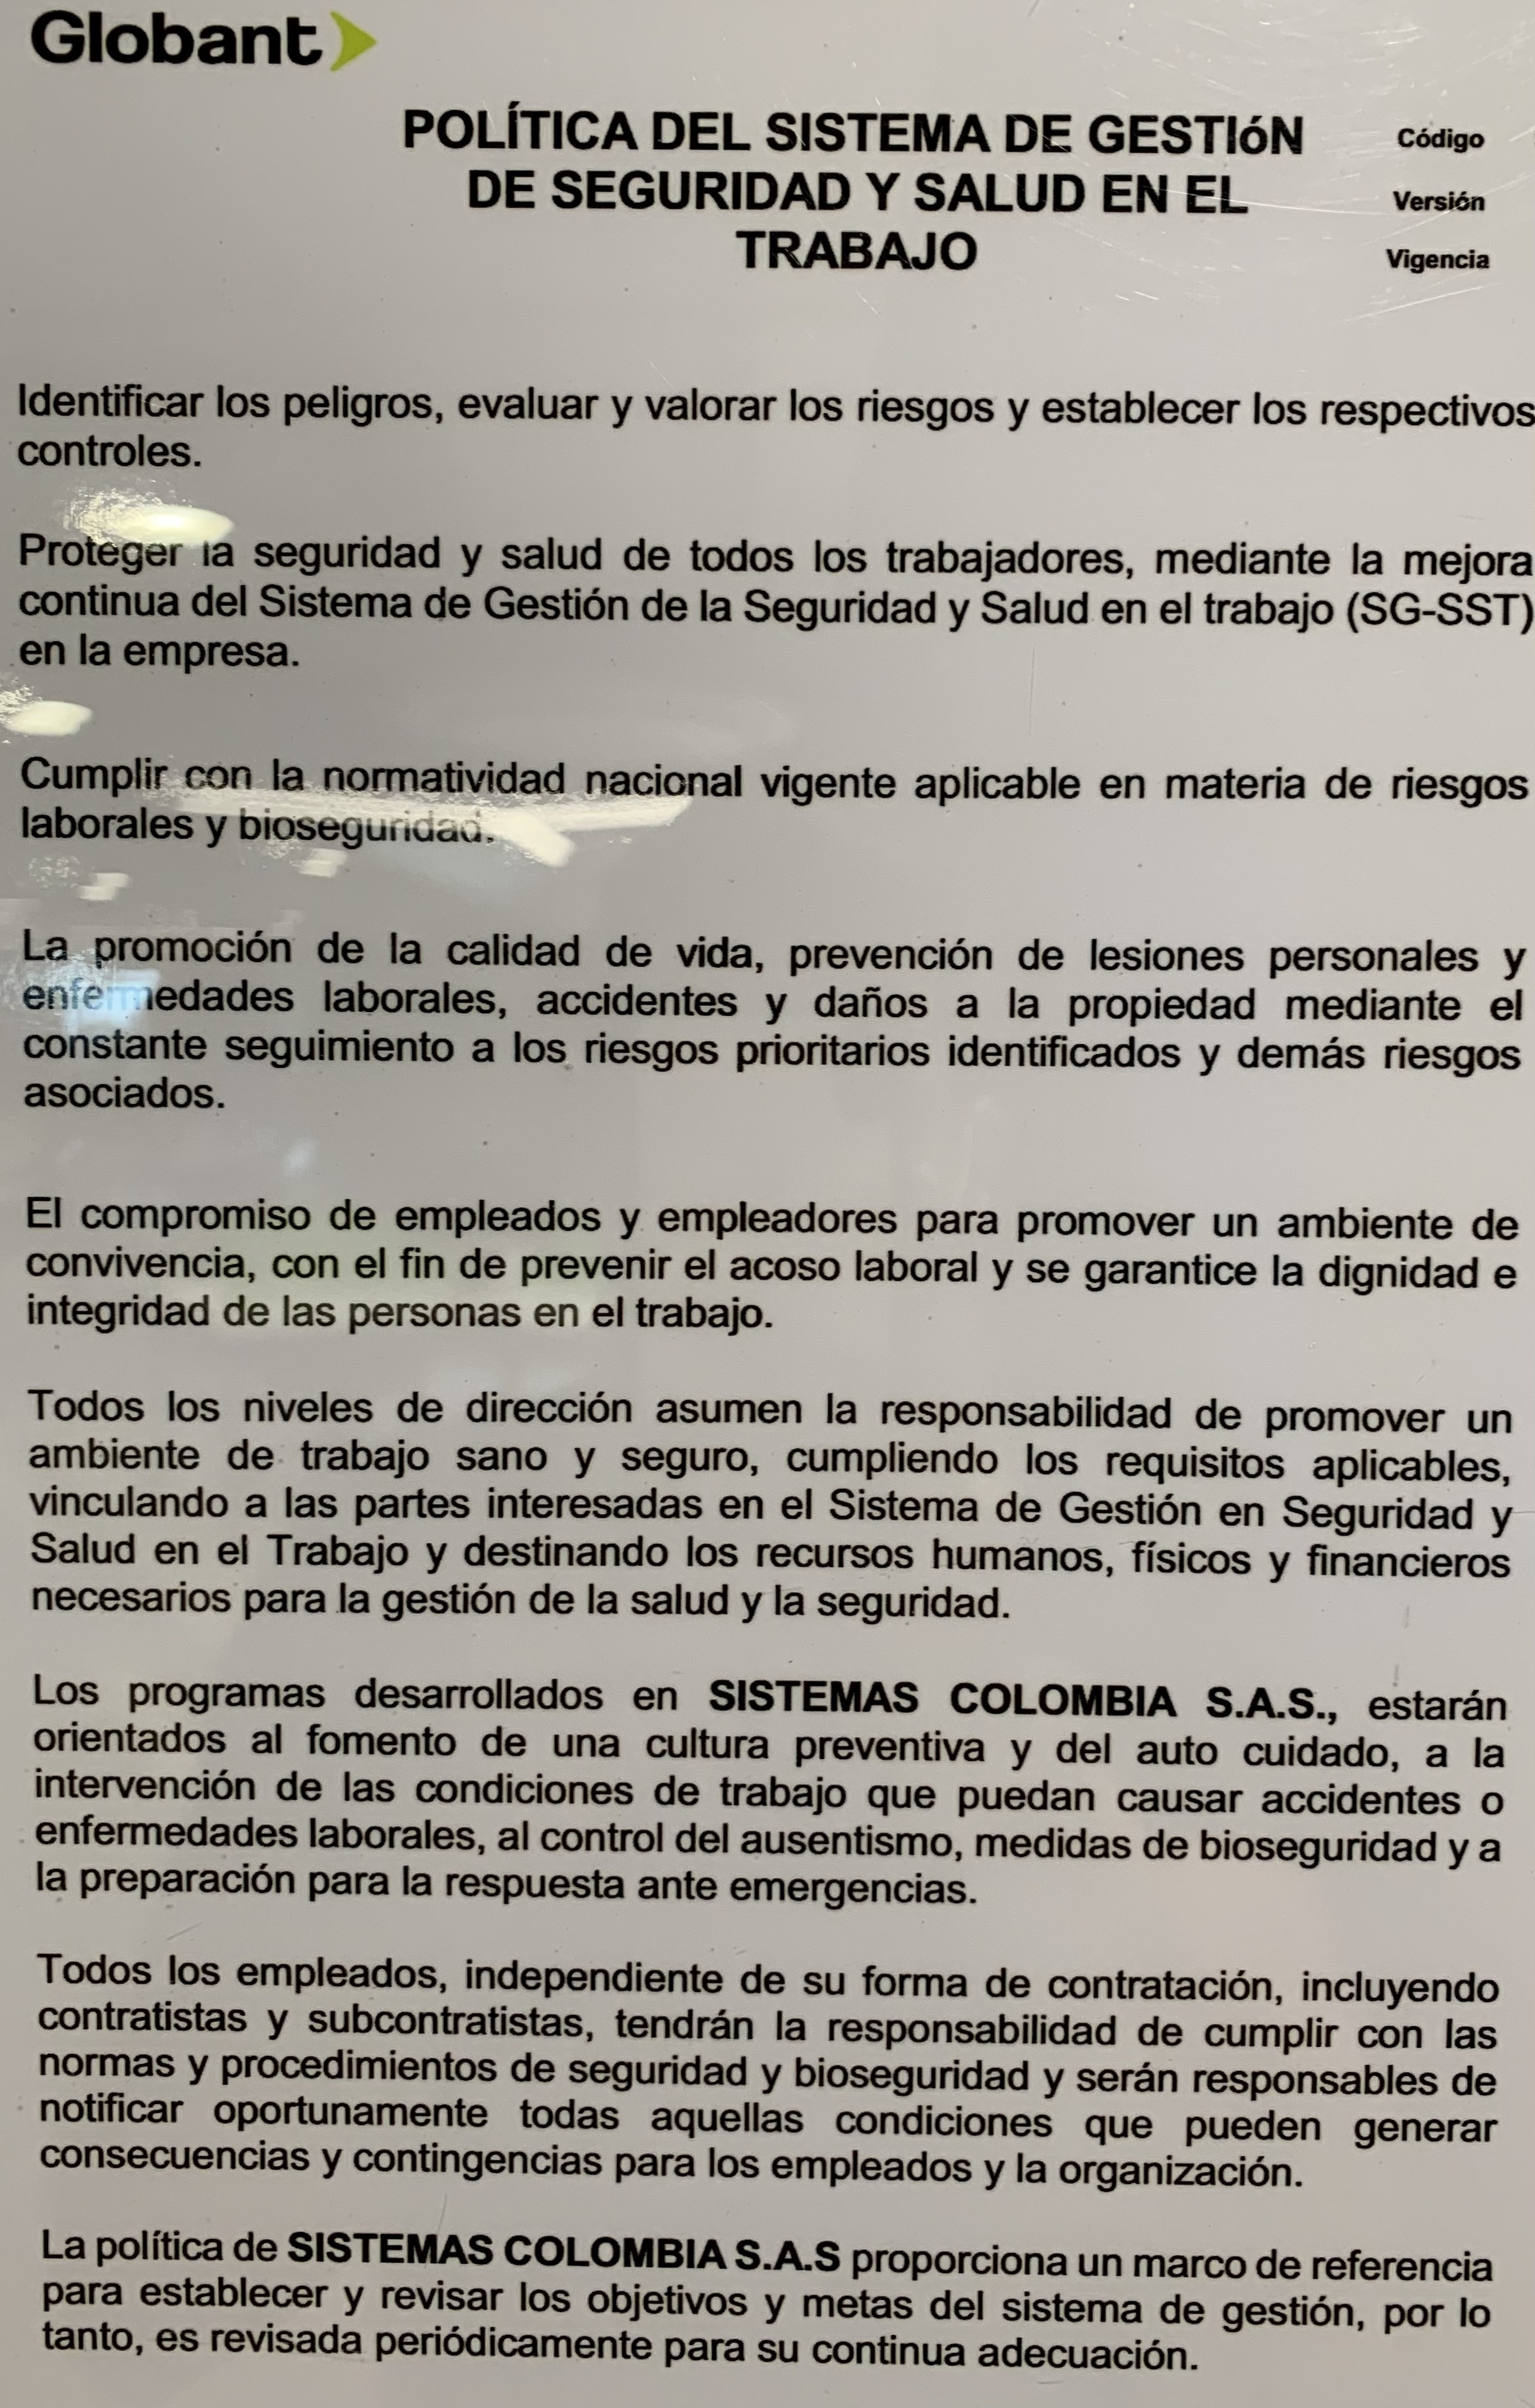 Globant
POLÍTICA DEL SISTEMA DE GESTIóN
DE SEGURIDAD Y SALUD EN EL
TRABAJO
Código
Versión
Vigencia
Identificar los peligros, evaluar y valorar los riesgos y establecer los respectivos
controles.
Proteger la seguridad y salud de todos los trabajadores, mediante la mejora
continua del Sistema de Gestión de la Seguridad y Salud en el trabajo (SG-SST)
en la empresa.
Cumplir con la normatividad nacional vigente aplicable en materia de riesgos
laborales y bioseguridad.
La promoción de la calidad de vida, prevención de lesiones personales y
enfermedades laborales, accidentes y daños a la propiedad mediante el
constante seguimiento a los riesgos prioritarios identificados y demás riesgos
asociados.
El compromiso de empleados y empleadores para promover un ambiente de
convivencia, con el fin de prevenir el acoso laboral y se garantice la dignidad e
integridad de las personas en el trabajo.
Todos los niveles de dirección asumen la responsabilidad de promover un
ambiente de trabajo sano y seguro, cumpliendo los requisitos aplicables,
vinculando a las partes interesadas en el Sistema de Gestión en Seguridad y
Salud en el Trabajo y destinando los recursos humanos, físicos y financieros
necesarios para la gestión de la salud y la seguridad.
Los programas desarrollados en SISTEMAS COLOMBIA S.A.S., estarán
orientados al fomento de una cultura preventiva y del auto cuidado, a la
intervención de las condiciones de trabajo que puedan causar accidentes o
enfermedades laborales, al control del ausentismo, medidas de bioseguridad y a
la preparación para la respuesta ante emergencias.
Todos los empleados, independiente de su forma de contratación, incluyendo
contratistas y subcontratistas, tendrán la responsabilidad de cumplir con las
normas y procedimientos de seguridad y bioseguridad y serán responsables de
notificar oportunamente todas aquellas condiciones que pueden generar
consecuencias y contingencias para los empleados y la organización.
La política de SISTEMAS COLOMBIA S.A.S proporciona un marco de referencia
para establecer y revisar los objetivos y metas del sistema de gestión, por lo
tanto, es revisada periódicamente para su continua adecuación.